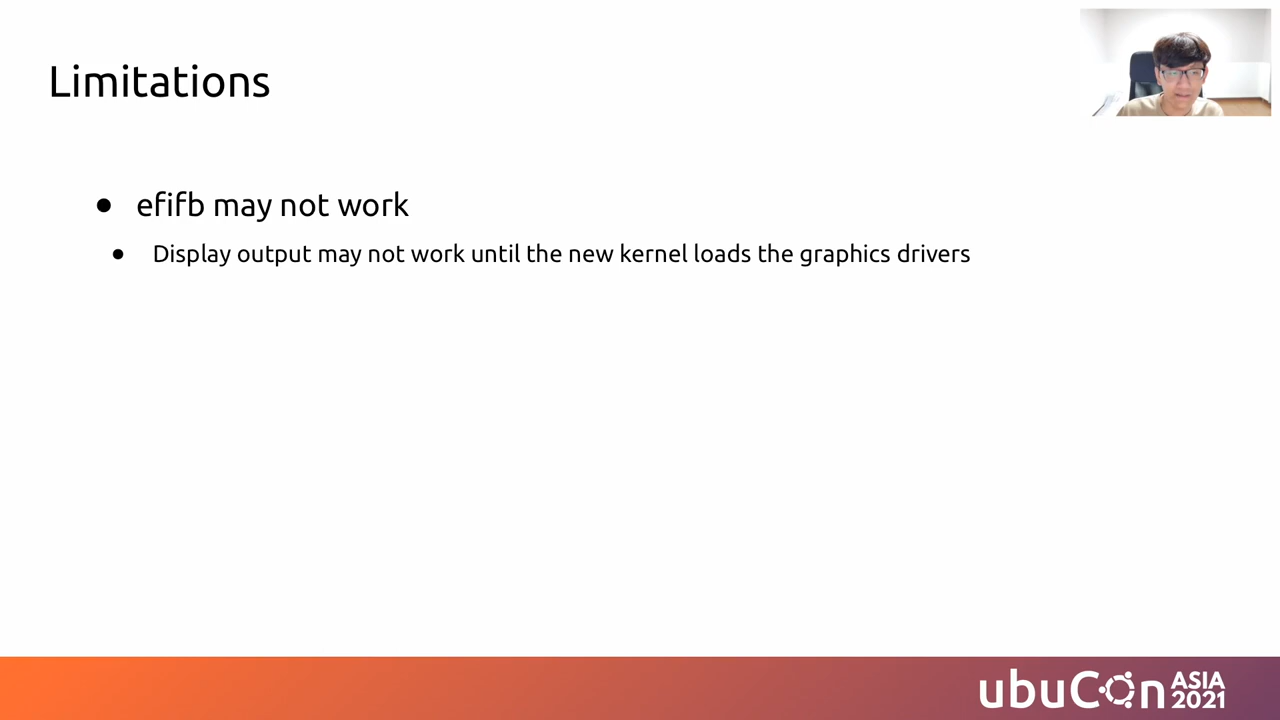 Limitations
● efifb may not work
● Display output may not work until the new kernel loads the graphics drivers
ubuCon ASIA 2021